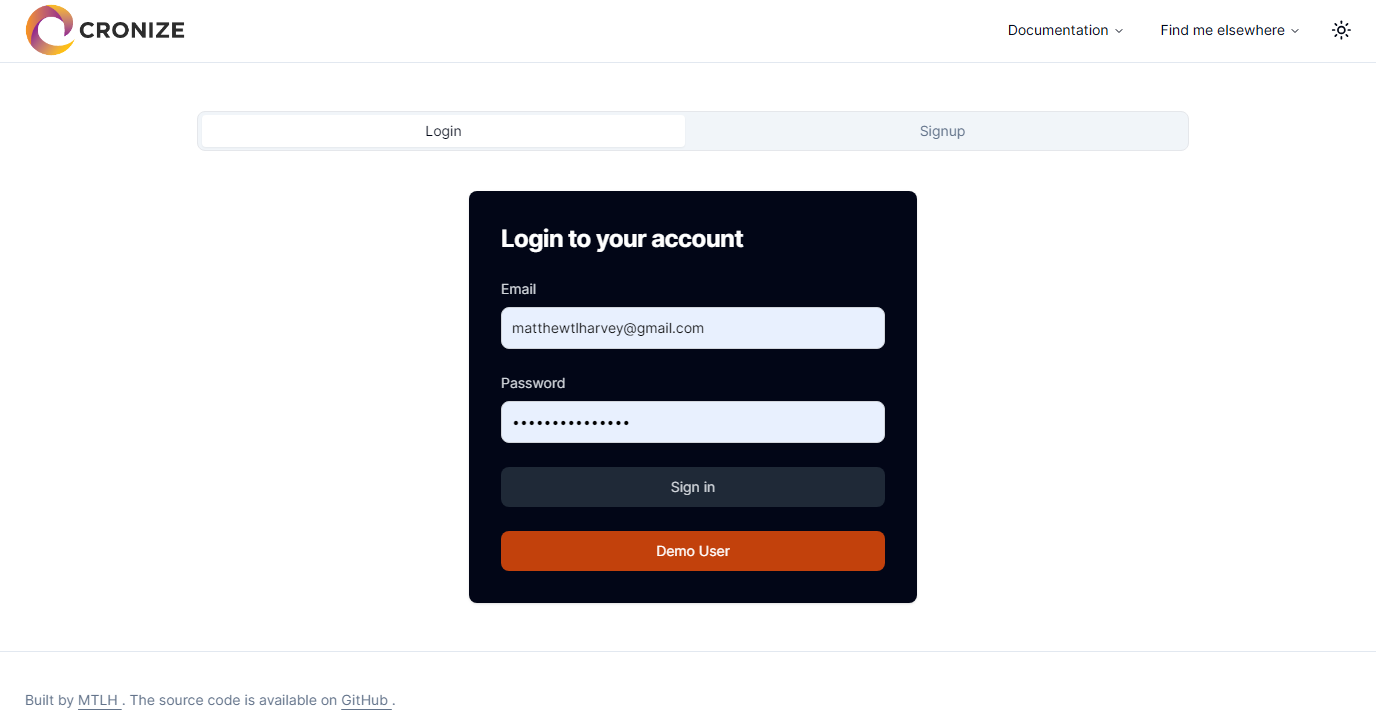 CRONIZE
Documentation
Find me elsewhere
Login
Signup
Login to your account
Email
matthewtlharvey@gmail.com
Password
•••••••••••••••
Sign in
Demo User
Built by MTLH . The source code is available on GitHub .